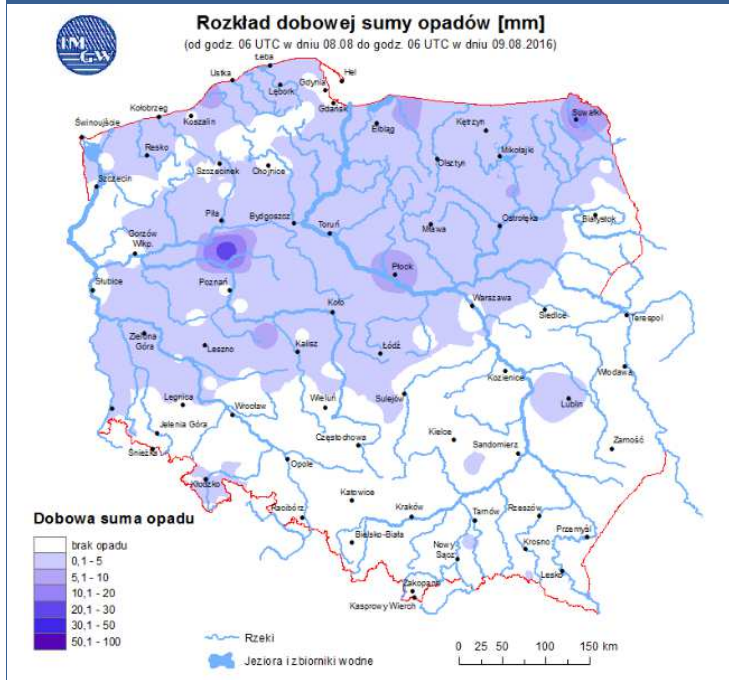 Rozkład dobowej sumy opadów [mm]
(od godz. 06 UTC w dniu 08.08 do godz. 06 UTC w dniu 09.08.2016)
IM
GW
Łeba
Hel
Ustka
Gdynia
Lębork
Gdańsk
Kołobrzeg
Koszalin
Świnoujście
Elbląg
Kętrzyn
Suwałki
Resko
Szczecinek
Chojnice
Olsztyn
Mikołajki
Szczecin
Piła
Bydgoszcz
Toruń
Mława
Ostrołęka
Białystok
Gorzów
Wlkp.
Płock
Słubice
Poznań
Koło
Warszawa
Siedlce
Terespol
Zielona
Góra
Leszno
Kalisz
Łódź
Kozienice
Włodawa
Legnica
Wrocław
Wieluń
Sulejów
Lublin
Jelenia Góra
Śnieżka
Częstochowa
Kielce
Sandomierz
Zamość
Opole
Kłodzko
Katowice
Racibórz
Kraków
Tarnów
Rzeszów
Przemyśl
Bielsko-Biała
Nowy
Sącz
Krosno
Lesko
Zakopane
Kasprowy Wierch
Dobowa suma opadu
brak opadu
0,1 - 5
5,1 - 10
10,1 - 20
20,1 - 30
30,1 - 50
50,1 - 100
Rzeki
Jeziora i zbiorniki wodne
0 25 50 100 150 km